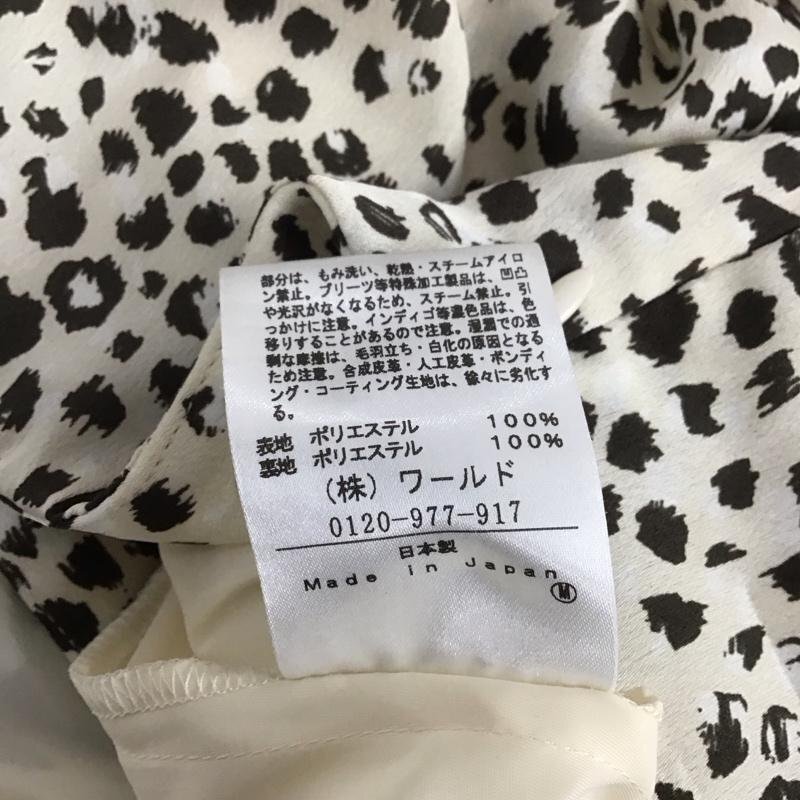 部分は、もみ洗い、乾熱・スチームアイロ
ン禁止。プリーツ等特殊加工製品は、凹凸
や光沢がなくなるため、スチーム禁止。引
っかけに注意。インディゴ等濃色品は、色
移りすることがあるので注意。湿潤での過
剰な摩擦は、毛羽立ち・白化の原因となる
ため注意。合成皮革・人工皮革・ボンディ
ング・コーティング生地は、徐々に劣化す
る。
表地 ポリエステル 100%
裏地 ポリエステル 100%
(株) ワールド
0120-977-917
日本製
Made in Japan
M